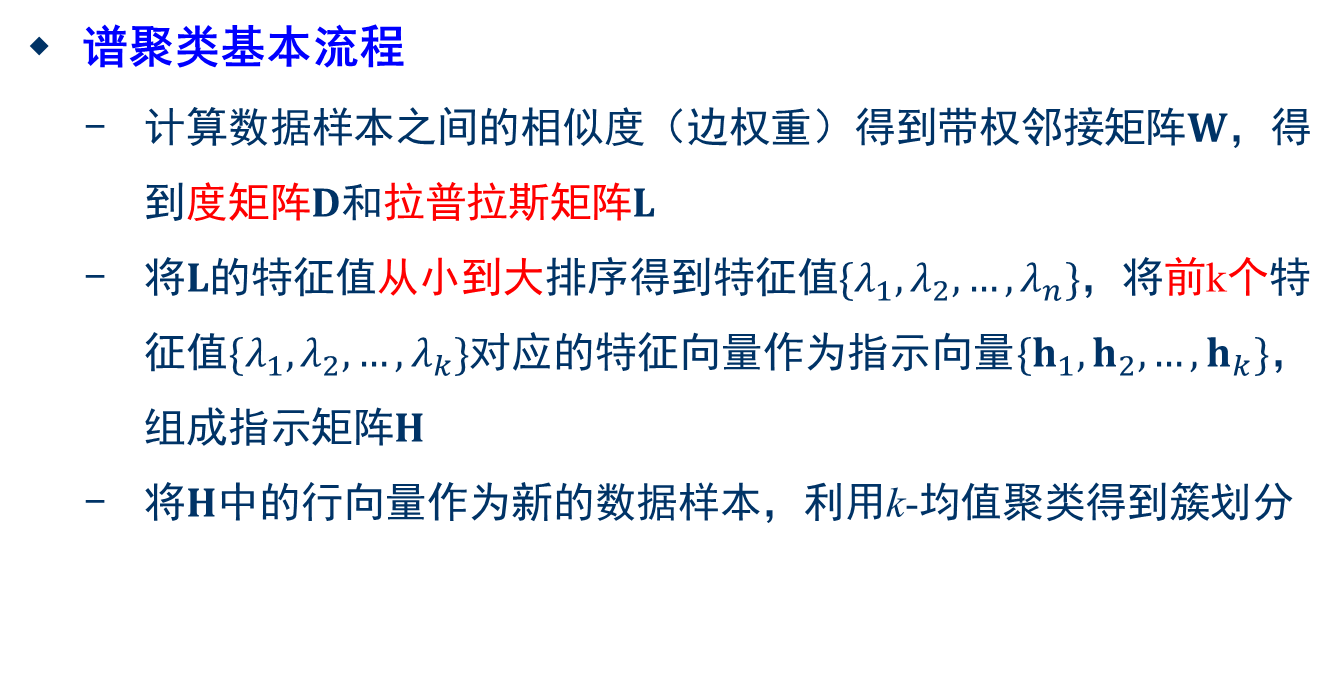 ◆ 谱聚类基本流程
− 计算数据样本之间的相似度（边权重）得到带权邻接矩阵W，得
到度矩阵D和拉普拉斯矩阵L
− 将L的特征值从小到大排序得到特征值{λ₁, λ₂, … , λₙ}，将前k个特
征值{λ₁, λ₂, … , λₖ}对应的特征向量作为指示向量{h₁, h₂, … , hₖ}，
组成指示矩阵H
− 将H中的行向量作为新的数据样本，利用k-均值聚类得到簇划分